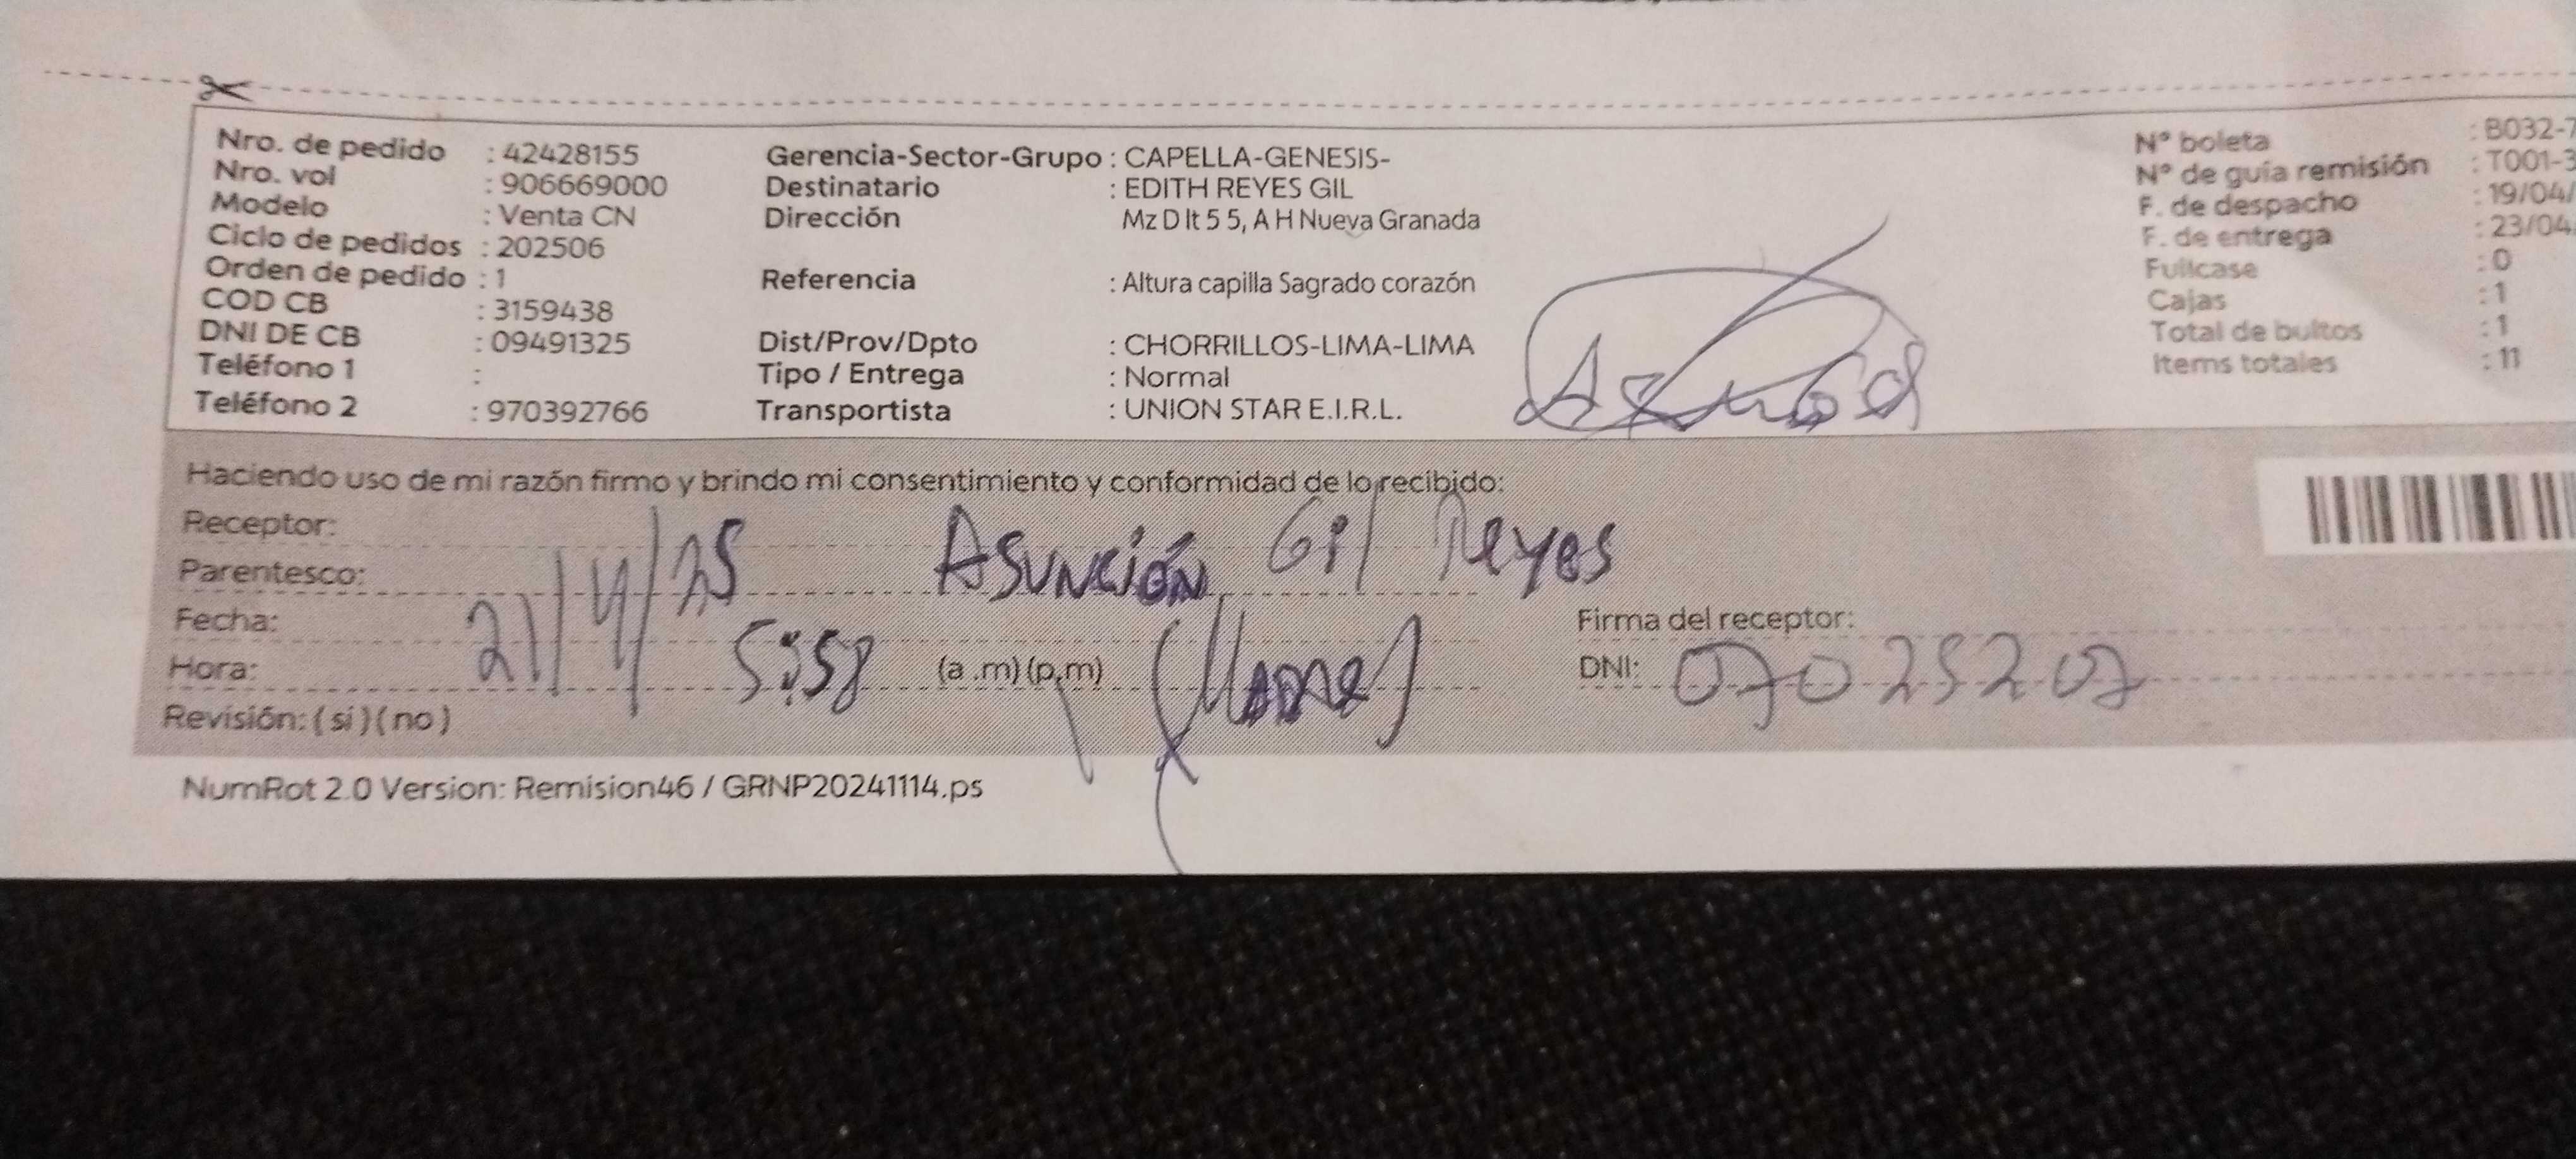 Nro. de pedido : 42428155
Nro. vol : 906669000
Modelo : Venta CN
Ciclo de pedidos : 202506
Orden de pedido : 1
COD CB : 3159438
DNI DE CB : 09491325
Teléfono 1 :
Teléfono 2 : 970392766
Gerencia-Sector-Grupo : CAPELLA-GENESIS-
Destinatario : EDITH REYES GIL
Dirección Mz D lt 5 5, A H Nueva Granada
Referencia : Altura capilla Sagrado corazón
Dist/Prov/Dpto : CHORRILLOS-LIMA-LIMA
Tipo / Entrega : Normal
Transportista : UNION STAR E.I.R.L.
N° boleta : B032-7
N° de guía remisión : T001-3
F. de despacho : 19/04/
F. de entrega : 23/04
Fullcase : 0
Cajas : 1
Total de bultos : 1
Items totales : 11
Haciendo uso de mi razón firmo y brindo mi consentimiento y conformidad de lo recibido:
Receptor: Asunción Gil Reyes
Parentesco:
Fecha: 21/4/25
Hora: 5:58 (a .m) (p.m)
Revisión: ( si ) ( no )
Firma del receptor:
DNI: 07025207
NumRot 2.0 Version: Remision46 / GRNP20241114.ps